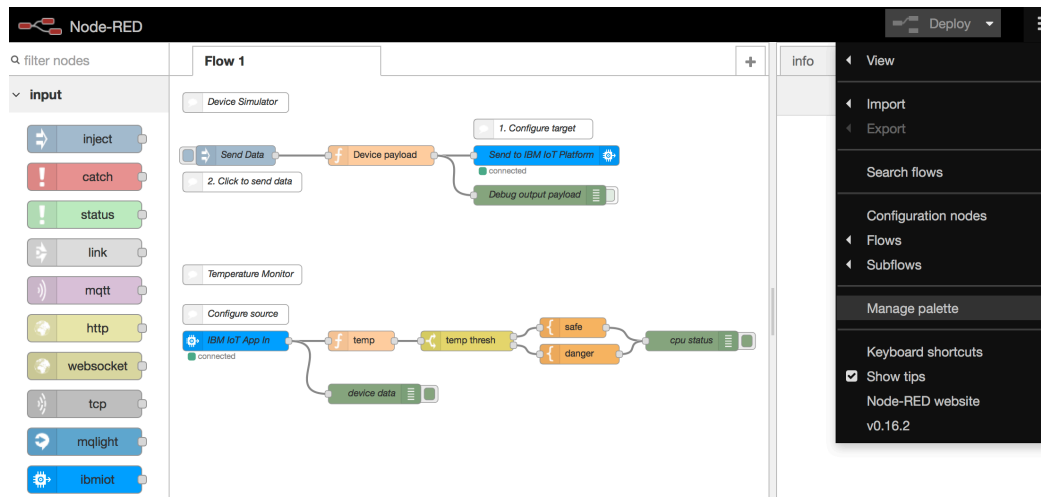 Node-RED
Deploy
filter nodes
Flow 1
+
info
input
inject
catch
status
link
mqtt
http
websocket
tcp
mqlight
ibmiot
Device Simulator
1. Configure target
Send Data
Device payload
Send to IBM IoT Platform
connected
2. Click to send data
Debug output payload
Temperature Monitor
Configure source
IBM IoT App In
connected
temp
temp thresh
safe
danger
cpu status
device data
View
Import
Export
Search flows
Configuration nodes
Flows
Subflows
Manage palette
Keyboard shortcuts
Show tips
Node-RED website
v0.16.2